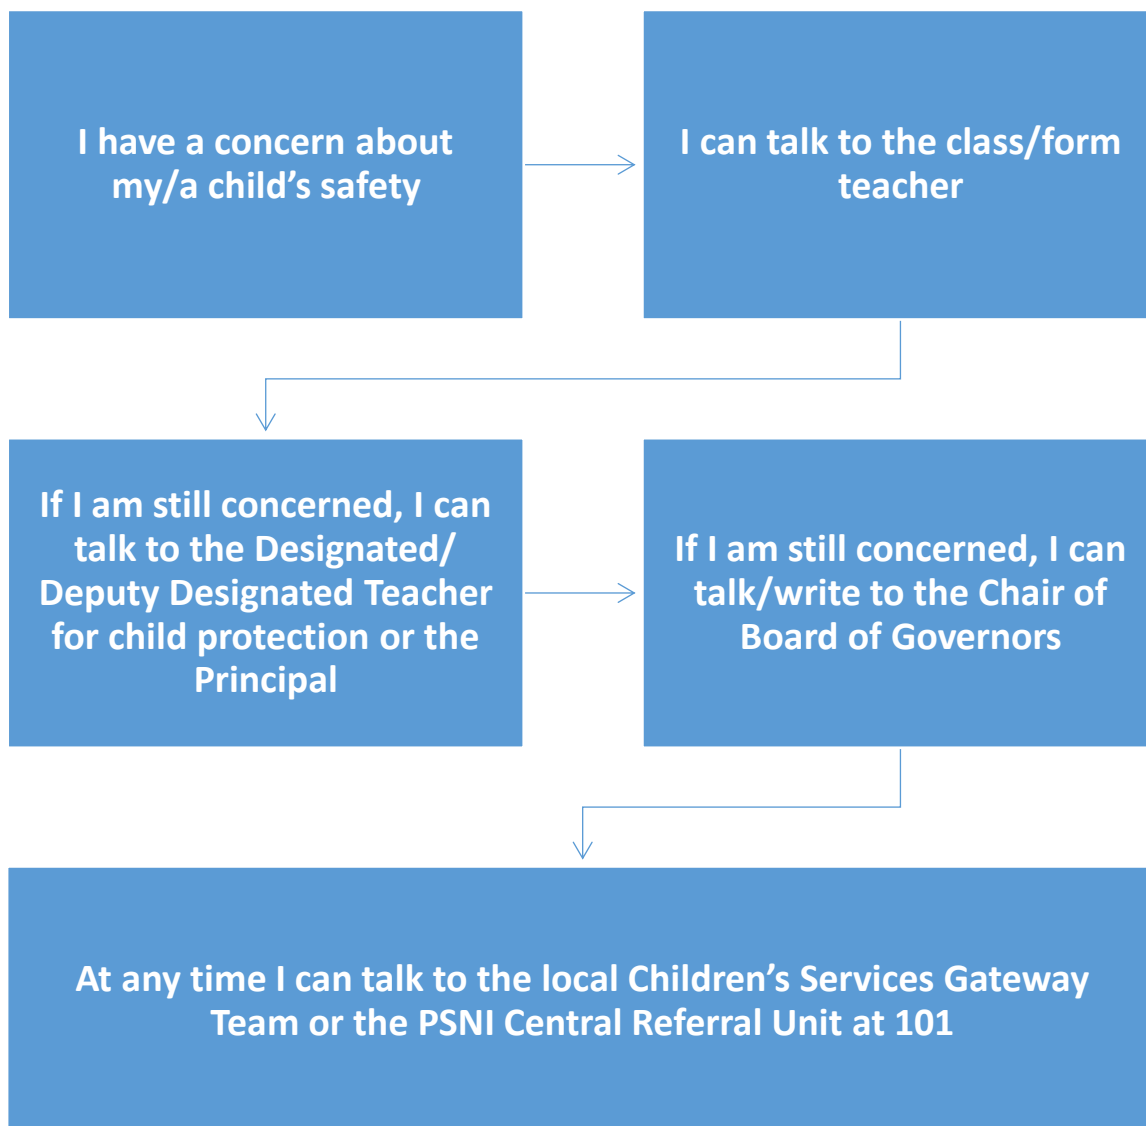 I have a concern about
my/a child’s safety
I can talk to the class/form
teacher
If I am still concerned, I can
talk to the Designated/
Deputy Designated Teacher
for child protection or the
Principal
If I am still concerned, I can
talk/write to the Chair of
Board of Governors
At any time I can talk to the local Children’s Services Gateway
Team or the PSNI Central Referral Unit at 101